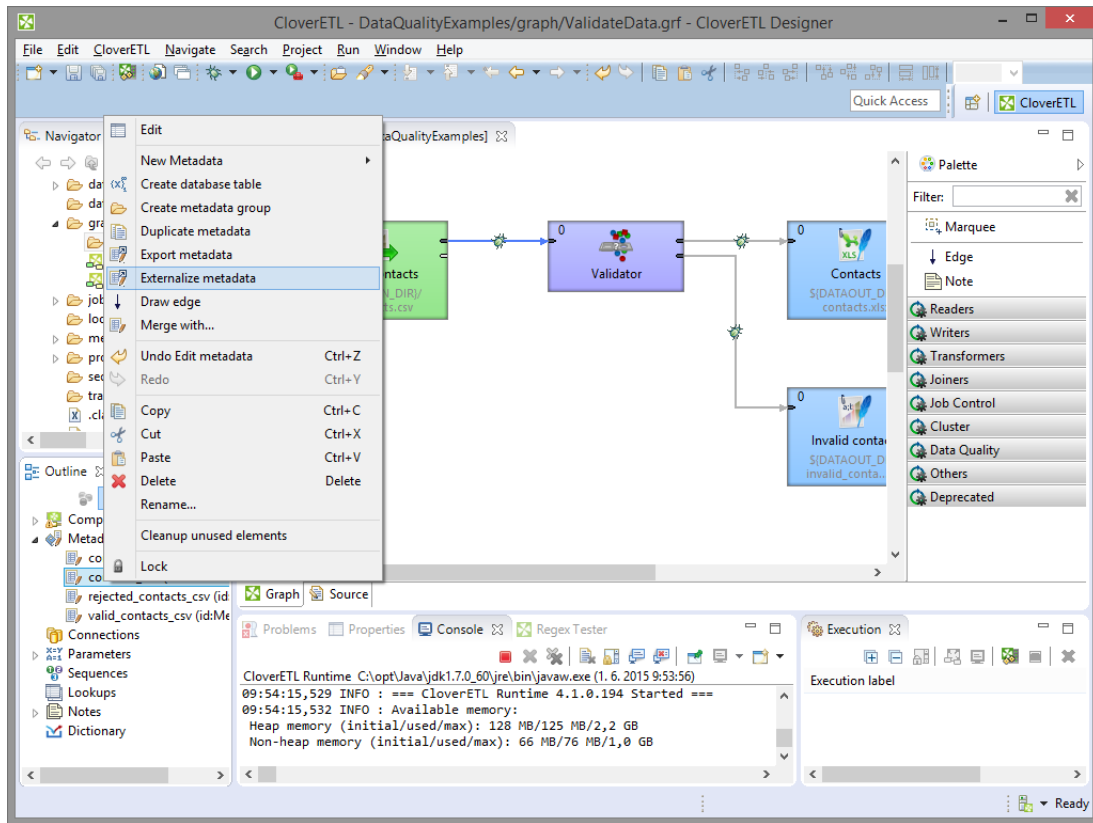 CloverETL - DataQualityExamples/graph/ValidateData.grf - CloverETL Designer
File Edit CloverETL Navigate Search Project Run Window Help
Quick Access
CloverETL
Navigator
aQualityExamples]
Edit
New Metadata
Create database table
Create metadata group
Duplicate metadata
Export metadata
Externalize metadata
Draw edge
Merge with...
Undo Edit metadata Ctrl+Z
Redo Ctrl+Y
Copy Ctrl+C
Cut Ctrl+X
Paste Ctrl+V
Delete Delete
Rename...
Cleanup unused elements
Lock
0
Validator
0
XLS
Contacts
${DATAOUT_D
contacts.xls
0
Invalid conta
${DATAOUT_D
invalid_conta..
ntacts
N_DIR}/
ts.csv
Palette
Filter:
Marquee
Edge
Note
Readers
Writers
Transformers
Joiners
Job Control
Cluster
Data Quality
Others
Deprecated
Outline
Comp
Metad
co
co
rejected_contacts_csv (id
valid_contacts_csv (id:Me
Connections
Parameters
Sequences
Lookups
Notes
Dictionary
Graph Source
Problems Properties Console Regex Tester
CloverETL Runtime C:\opt\Java\jdk1.7.0_60\jre\bin\javaw.exe (1. 6. 2015 9:53:56)
09:54:15,529 INFO : === CloverETL Runtime 4.1.0.194 Started ===
09:54:15,532 INFO : Available memory:
Heap memory (initial/used/max): 128 MB/125 MB/2,2 GB
Non-heap memory (initial/used/max): 66 MB/76 MB/1,0 GB
Execution
Execution label
Ready